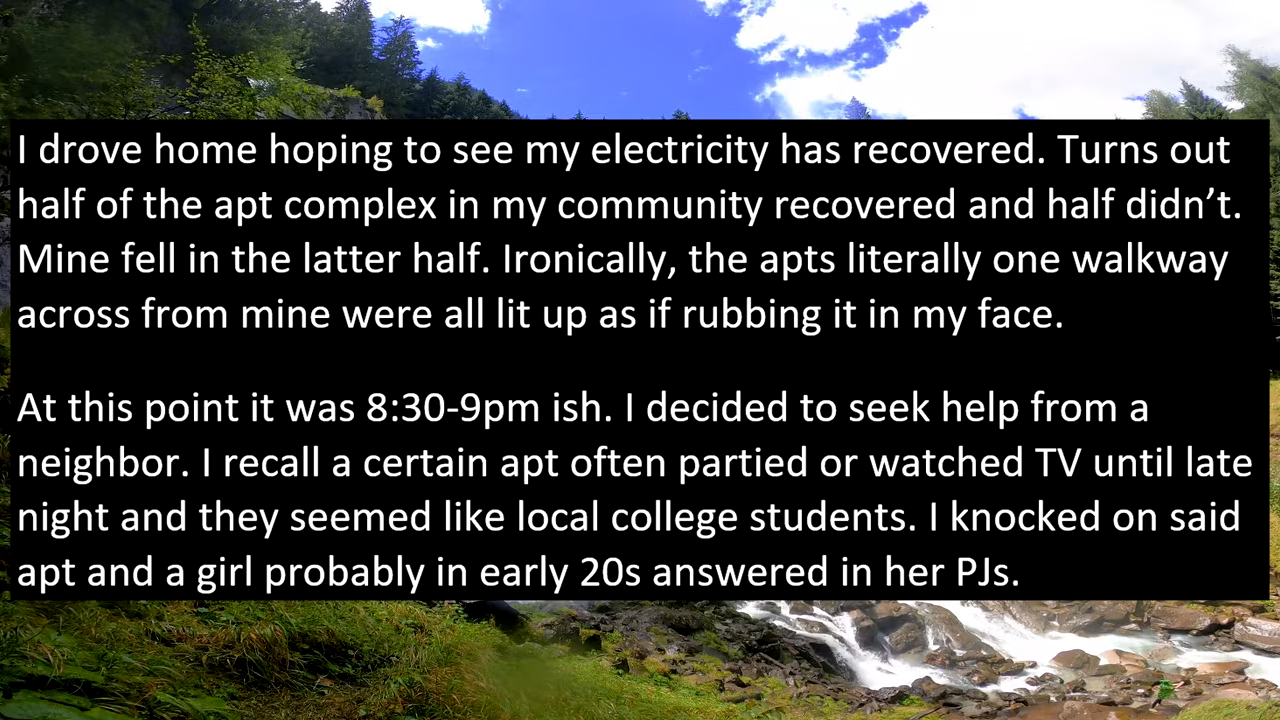 I drove home hoping to see my electricity has recovered. Turns out
half of the apt complex in my community recovered and half didn’t.
Mine fell in the latter half. Ironically, the apts literally one walkway
across from mine were all lit up as if rubbing it in my face.
At this point it was 8:30-9pm ish. I decided to seek help from a
neighbor. I recall a certain apt often partied or watched TV until late
night and they seemed like local college students. I knocked on said
apt and a girl probably in early 20s answered in her PJs.